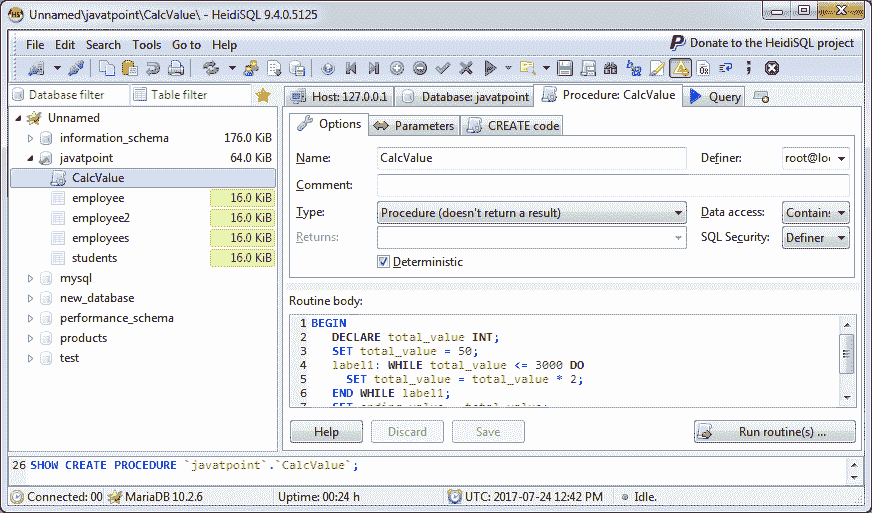 Unnamed\javatpoint\CalcValue\ - HeidiSQL 9.4.0.5125
File Edit Search Tools Go to Help Donate to the HeidiSQL project
Database filter Table filter Host: 127.0.0.1 Database: javatpoint Procedure: CalcValue Query
Unnamed
information_schema 176.0 KiB
javatpoint 64.0 KiB
CalcValue
employee 16.0 KiB
employee2 16.0 KiB
employees 16.0 KiB
students 16.0 KiB
mysql
new_database
performance_schema
products
test
Options Parameters CREATE code
Name: CalcValue Definer: root@lo
Comment:
Type: Procedure (doesn't return a result) Data access: Contain
Returns: SQL Security: Definer
Deterministic
Routine body:
1 BEGIN
2 DECLARE total_value INT;
3 SET total_value = 50;
4 label1: WHILE total_value <= 3000 DO
5 SET total_value = total_value * 2;
6 END WHILE label1;
Help Discard Save Run routine(s) ...
26 SHOW CREATE PROCEDURE `javatpoint`.`CalcValue`;
Connected: 00 MariaDB 10.2.6 Uptime: 00:24 h UTC: 2017-07-24 12:42 PM Idle.